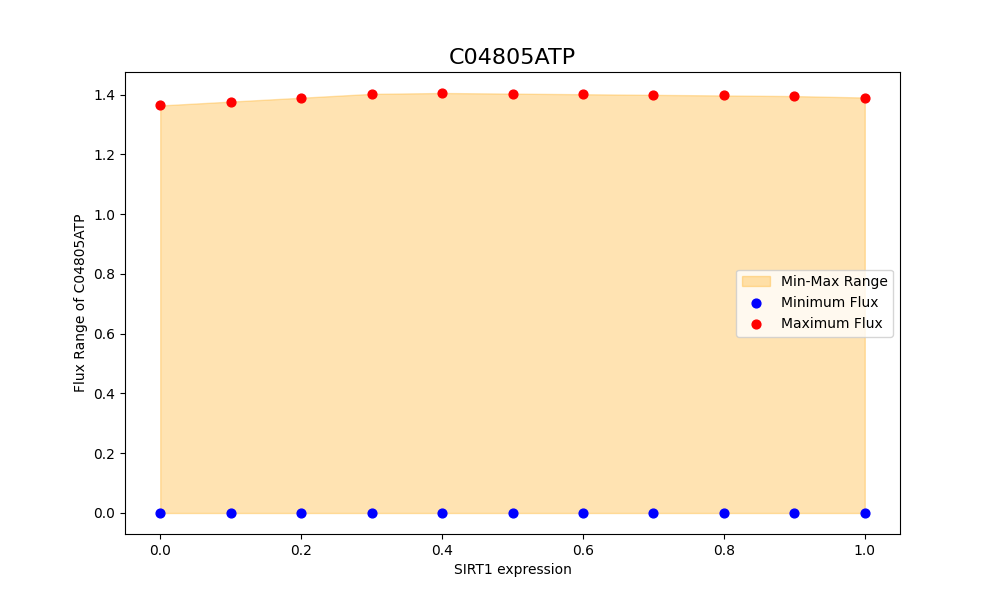 C04805ATP
Flux Range of C04805ATP
1.4
1.2
1.0
0.8
0.6
0.4
0.2
0.0
Min-Max Range
Minimum Flux
Maximum Flux
0.0 0.2 0.4 0.6 0.8 1.0
SIRT1 expression